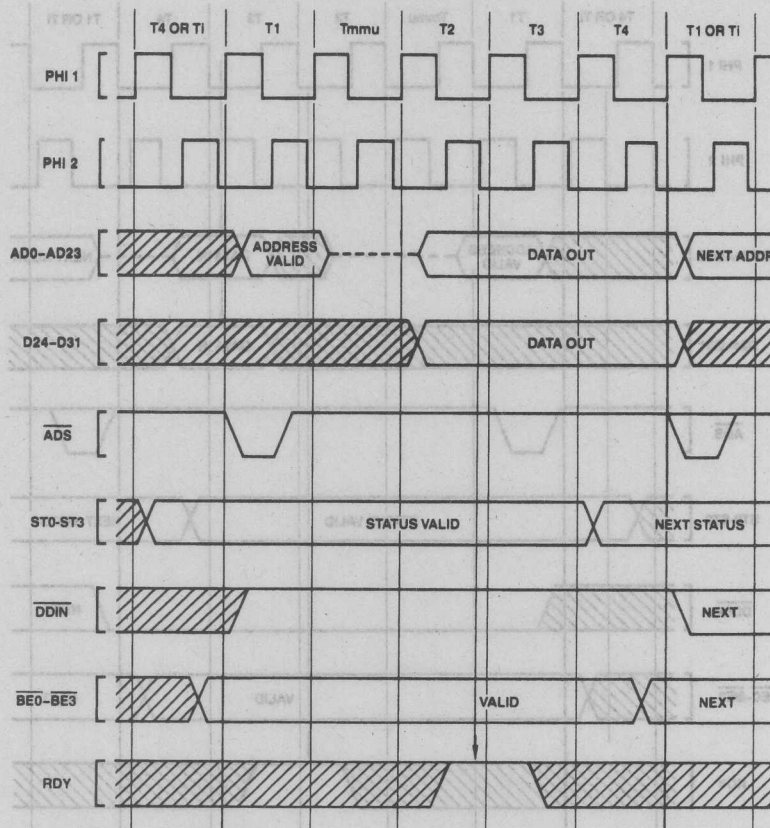 T4 OR Ti T1 Tmmu T2 T3 T4 T1 OR Ti
PHI 1
PHI 2
AD0–AD23 ADDRESS VALID DATA OUT NEXT ADDR
D24–D31 DATA OUT
ADS
ST0-ST3 STATUS VALID NEXT STATUS
DDIN NEXT
BE0–BE3 VALID NEXT
RDY